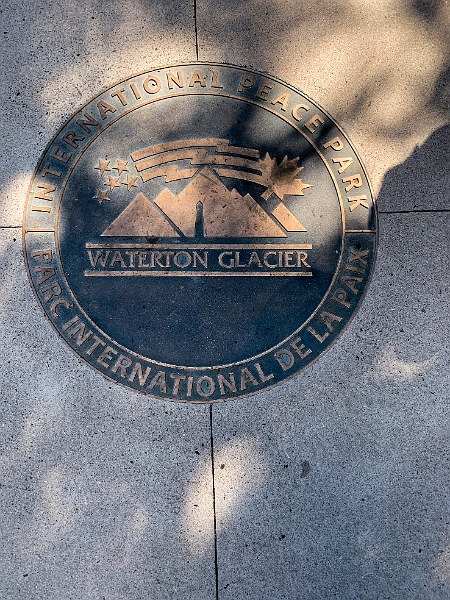 INTERNATIONAL PEACE PARK
WATERTON GLACIER
PARC INTERNATIONAL DE LA PAIX